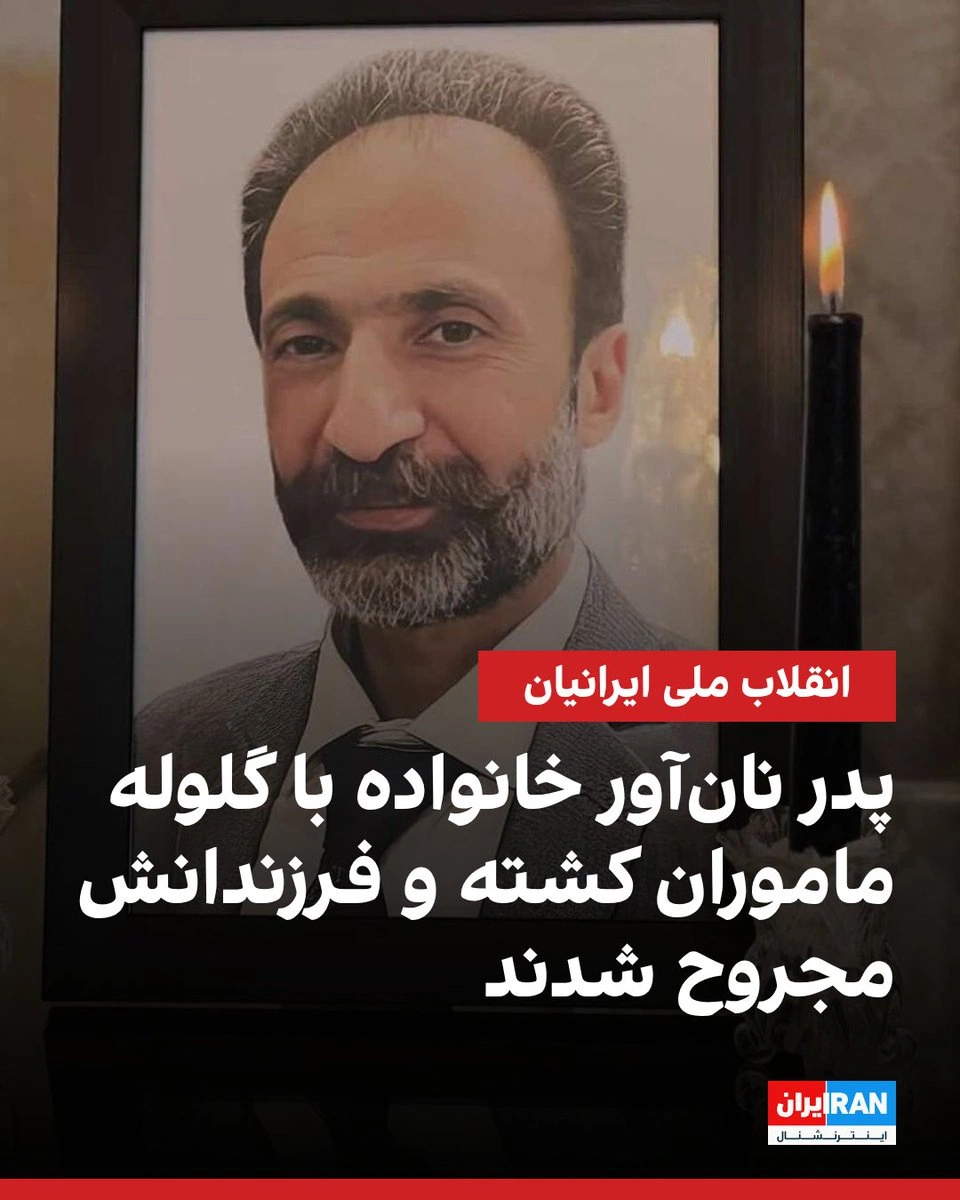 انقلاب ملی ایرانیان
پدر نان‌آور خانواده با گلوله
ماموران کشته و فرزندانش
مجروح شدند
ایران IRAN
اینترنشنال